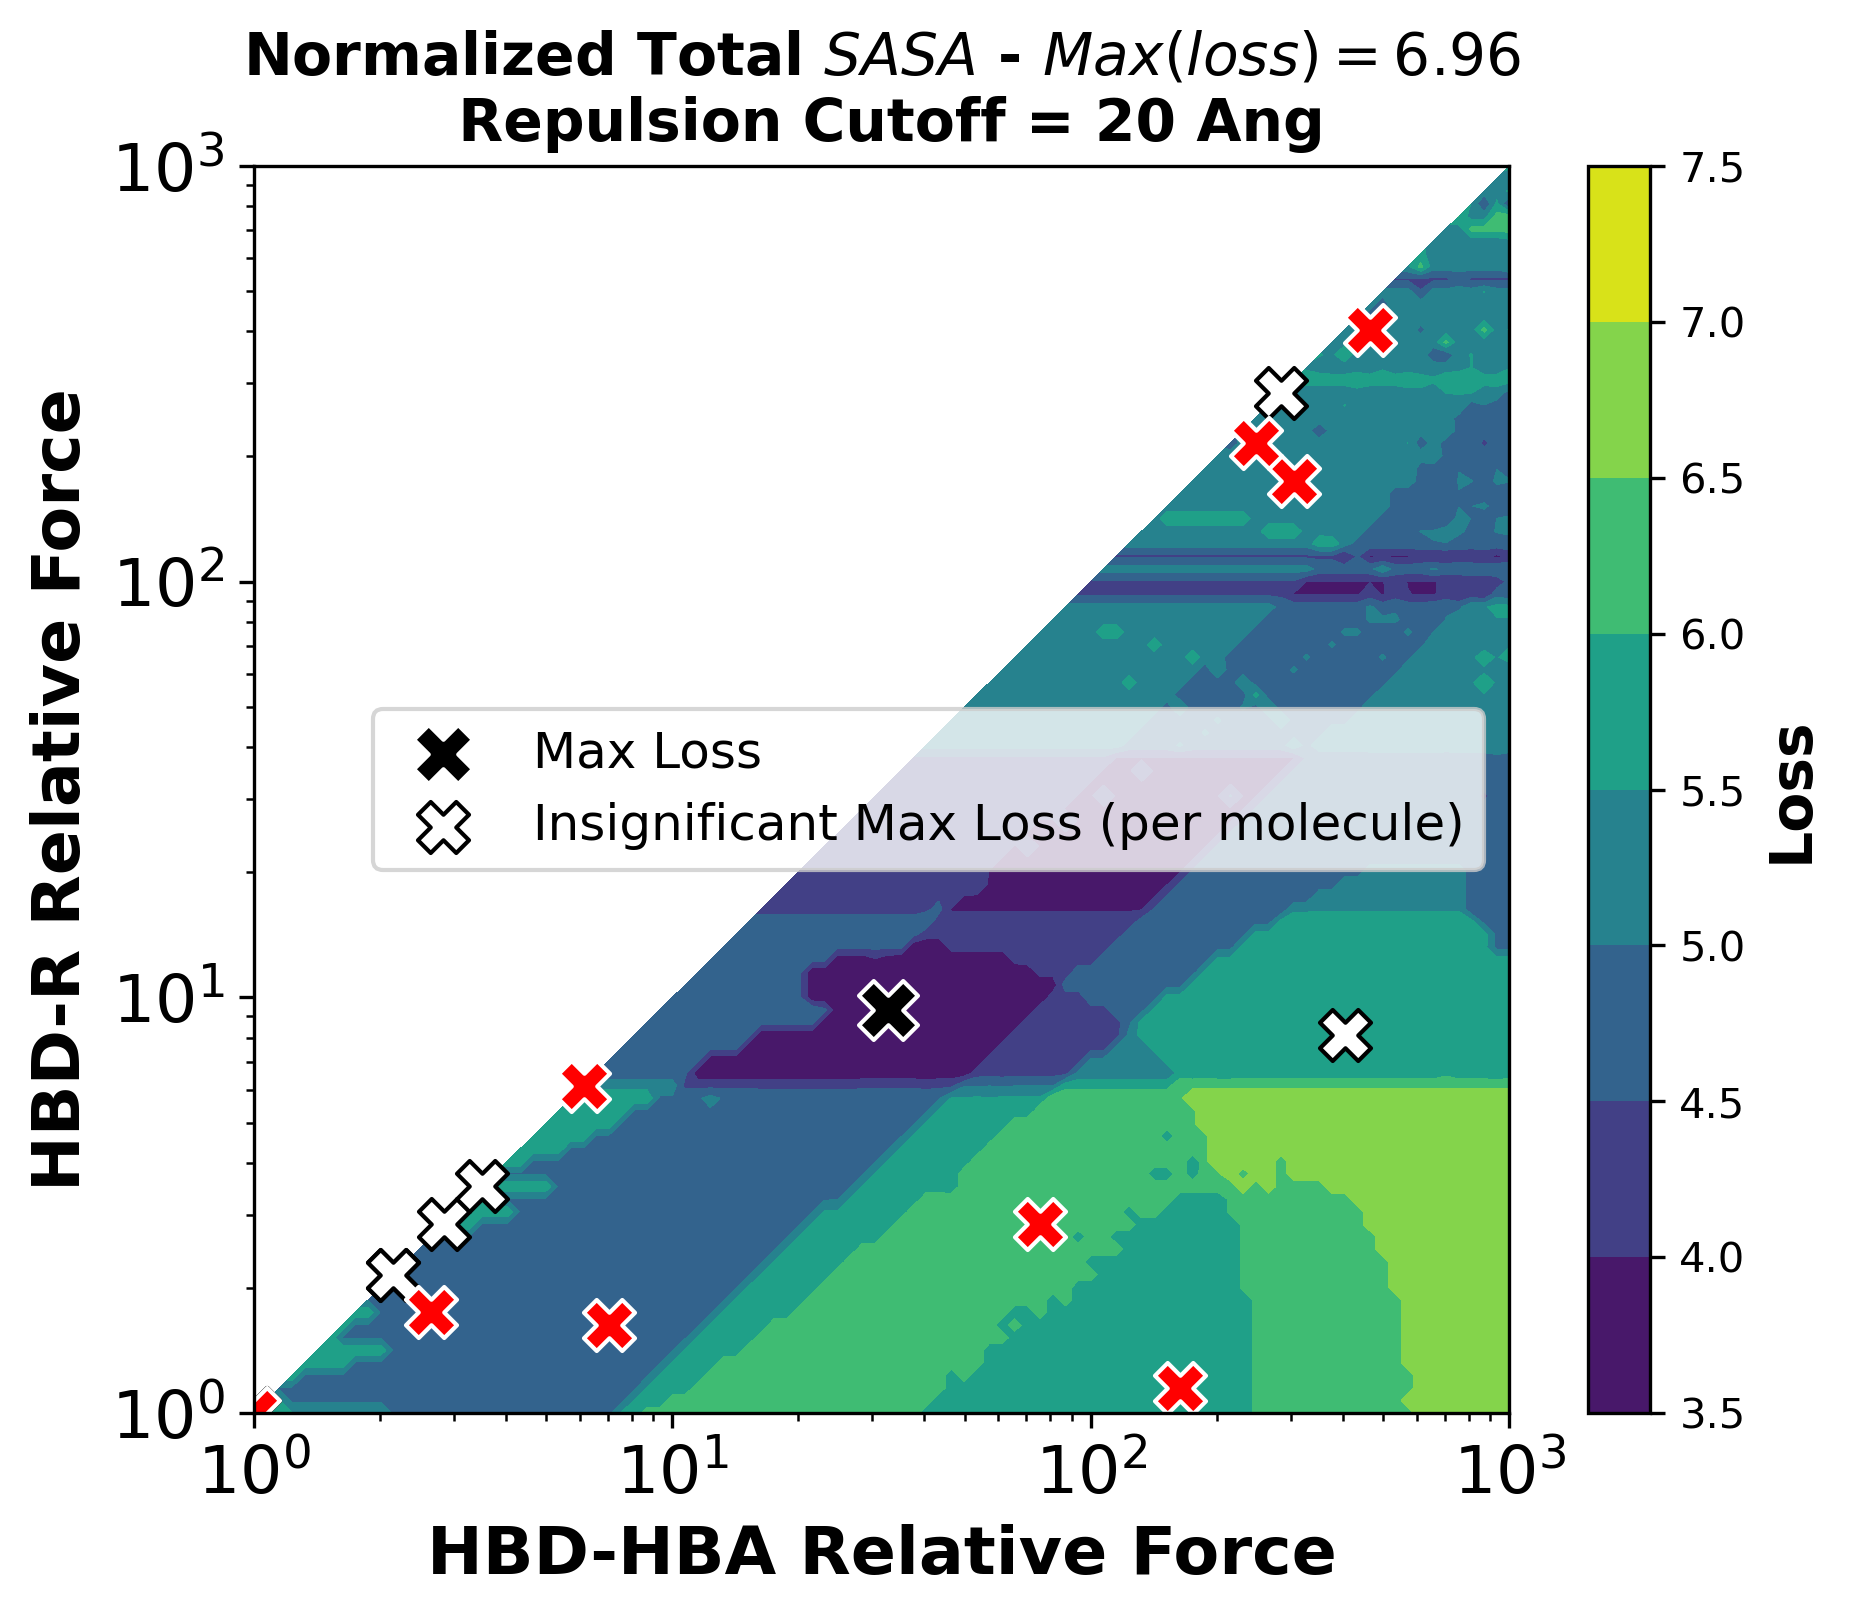 Normalized Total SASA - Max(loss) = 6.96
Repulsion Cutoff = 20 Ang
HBD-R Relative Force
10³
10²
10¹
10⁰
Max Loss
Insignificant Max Loss (per molecule)
10⁰ 10¹ 10² 10³
HBD-HBA Relative Force
7.5
7.0
6.5
6.0
5.5
5.0
4.5
4.0
3.5
Loss